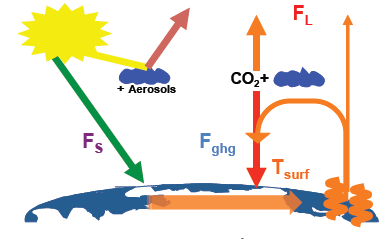 F_L
CO₂+
+ Aerosols
F_S
F_ghg
T_surf